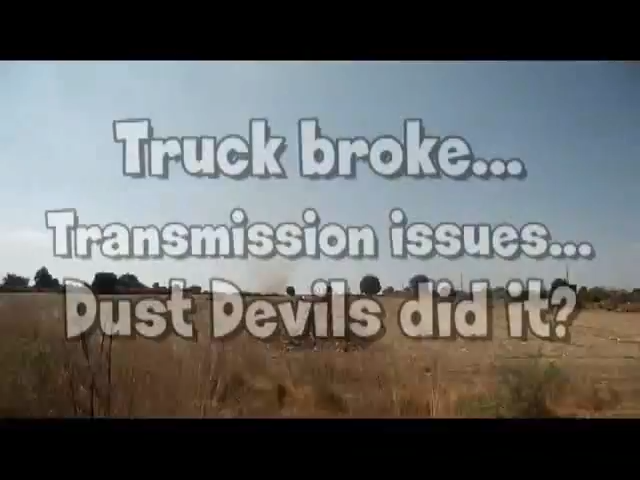 Truck broke...
Transmission issues...
Dust Devils did it?